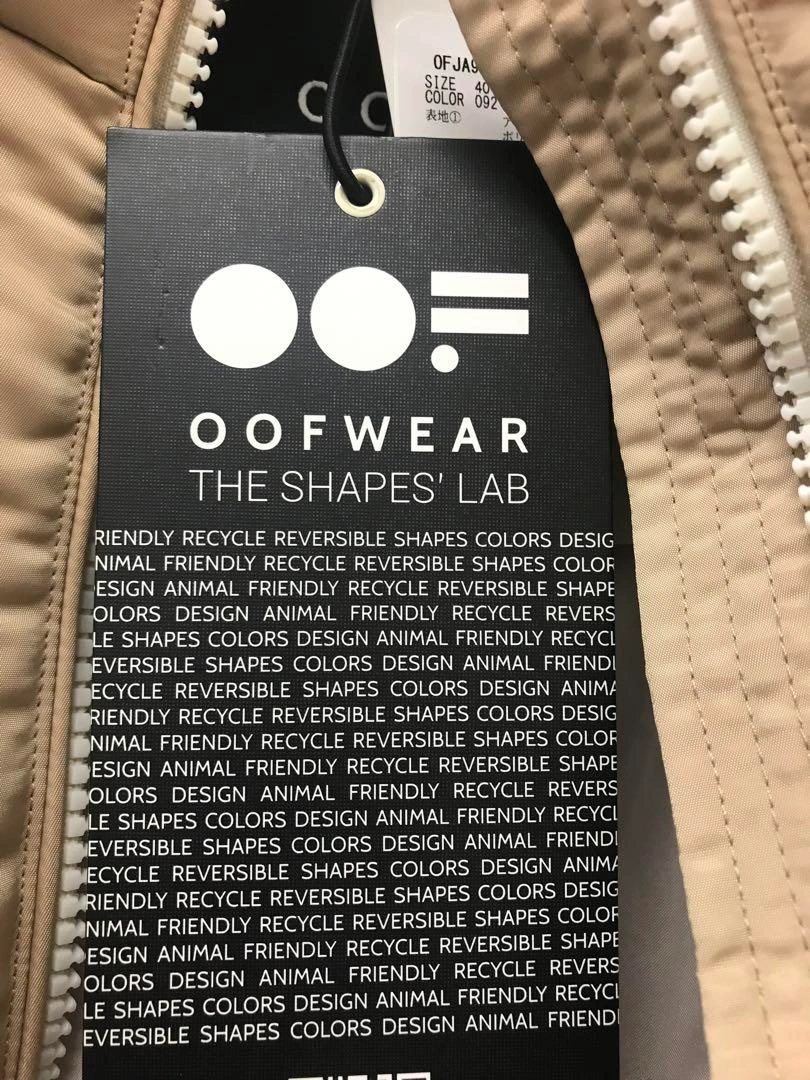 OFJA9
SIZE 40
COLOR 092
表地①
OOF
OOFWEAR
THE SHAPES' LAB
RIENDLY RECYCLE REVERSIBLE SHAPES COLORS DESIG
NIMAL FRIENDLY RECYCLE REVERSIBLE SHAPES COLOR
ESIGN ANIMAL FRIENDLY RECYCLE REVERSIBLE SHAPE
OLORS DESIGN ANIMAL FRIENDLY RECYCLE REVERS
LE SHAPES COLORS DESIGN ANIMAL FRIENDLY RECYCL
EVERSIBLE SHAPES COLORS DESIGN ANIMAL FRIENDL
ECYCLE REVERSIBLE SHAPES COLORS DESIGN ANIMA
RIENDLY RECYCLE REVERSIBLE SHAPES COLORS DESIG
NIMAL FRIENDLY RECYCLE REVERSIBLE SHAPES COLOR
ESIGN ANIMAL FRIENDLY RECYCLE REVERSIBLE SHAPE
OLORS DESIGN ANIMAL FRIENDLY RECYCLE REVERS
LE SHAPES COLORS DESIGN ANIMAL FRIENDLY RECYCL
EVERSIBLE SHAPES COLORS DESIGN ANIMAL FRIENDL
ECYCLE REVERSIBLE SHAPES COLORS DESIGN ANIMA
RIENDLY RECYCLE REVERSIBLE SHAPES COLORS DESIG
NIMAL FRIENDLY RECYCLE REVERSIBLE SHAPES COLOR
ESIGN ANIMAL FRIENDLY RECYCLE REVERSIBLE SHAPE
OLORS DESIGN ANIMAL FRIENDLY RECYCLE REVERS
LE SHAPES COLORS DESIGN ANIMAL FRIENDLY RECYCL
EVERSIBLE SHAPES COLORS DESIGN ANIMAL FRIENDL